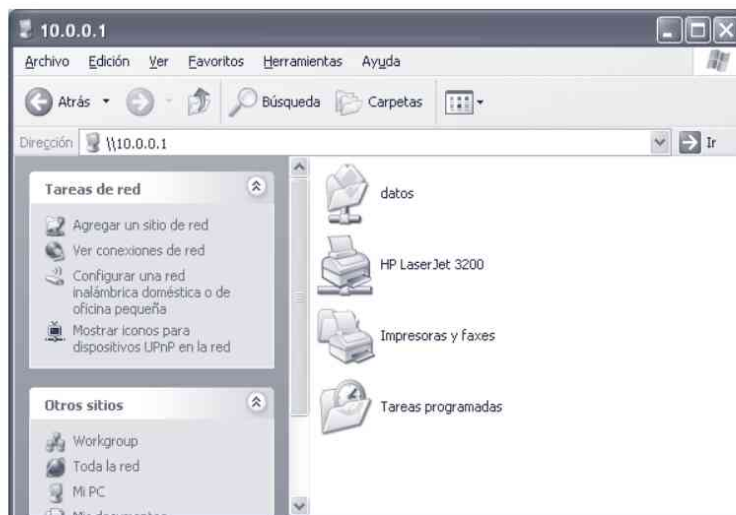 10.0.0.1
Archivo Edición Ver Favoritos Herramientas Ayuda
Atrás Búsqueda Carpetas
Dirección \\10.0.0.1 Ir
Tareas de red
Agregar un sitio de red
Ver conexiones de red
Configurar una red
inalámbrica doméstica o de
oficina pequeña
Mostrar iconos para
dispositivos UPnP en la red
Otros sitios
Workgroup
Toda la red
Mi PC
datos
HP LaserJet 3200
Impresoras y faxes
Tareas programadas